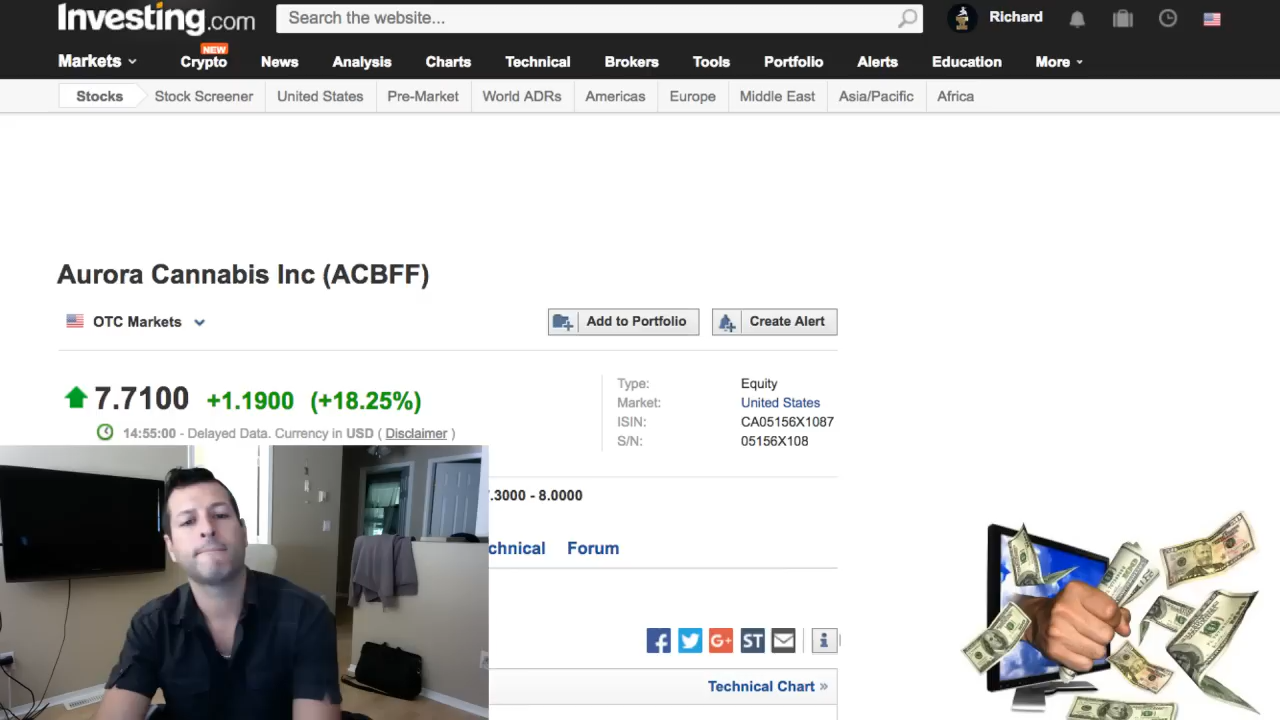 Investing.com
Search the website...
Richard
Markets
NEW
Crypto
News
Analysis
Charts
Technical
Brokers
Tools
Portfolio
Alerts
Education
More
Stocks
Stock Screener
United States
Pre-Market
World ADRs
Americas
Europe
Middle East
Asia/Pacific
Africa
Aurora Cannabis Inc (ACBFF)
OTC Markets
Add to Portfolio
Create Alert
7.7100 +1.1900 (+18.25%)
14:55:00 - Delayed Data. Currency in USD ( Disclaimer )
Type: Equity
Market: United States
ISIN: CA05156X1087
S/N: 05156X108
.3000 - 8.0000
chnical
Forum
G+
ST
Technical Chart »